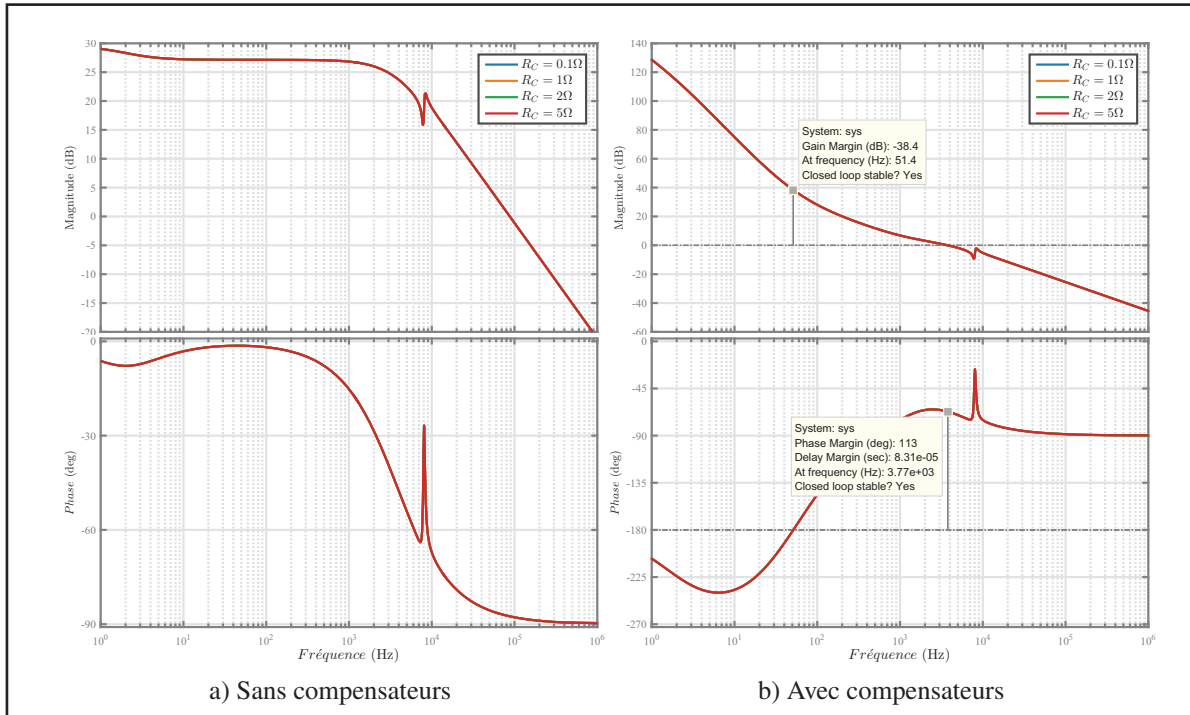 30
25
20
15
10
5
0
-5
-10
-15
-20
Magnitude (dB)
R_C = 0.1Ω
R_C = 1Ω
R_C = 2Ω
R_C = 5Ω
0
-30
-60
-90
Phase (deg)
10^0 10^1 10^2 10^3 10^4 10^5 10^6
Fréquence (Hz)
a) Sans compensateurs
140
120
100
80
60
40
20
0
-20
-40
-60
Magnitude (dB)
R_C = 0.1Ω
R_C = 1Ω
R_C = 2Ω
R_C = 5Ω
System: sys
Gain Margin (dB): -38.4
At frequency (Hz): 51.4
Closed loop stable? Yes
0
-45
-90
-135
-180
-225
-270
Phase (deg)
System: sys
Phase Margin (deg): 113
Delay Margin (sec): 8.31e-05
At frequency (Hz): 3.77e+03
Closed loop stable? Yes
10^0 10^1 10^2 10^3 10^4 10^5 10^6
Fréquence (Hz)
b) Avec compensateurs